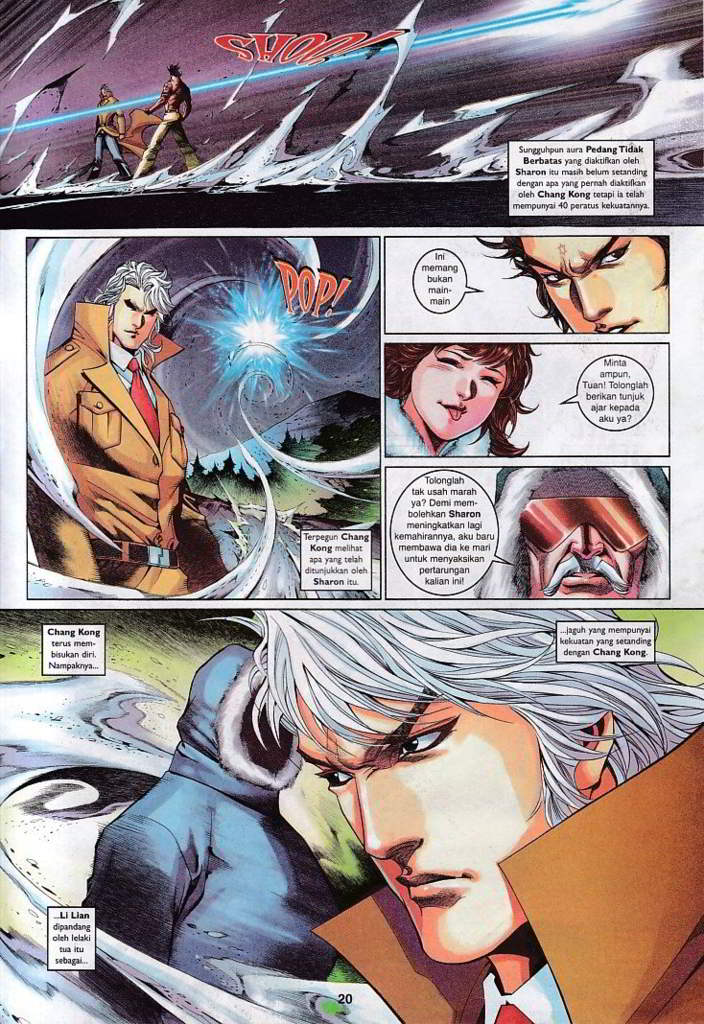 SHOO!
Sungguhpun aura Pedang Tidak
Berbatas yang diaktifkan oleh
Sharon itu masih belum setanding
dengan apa yang pernah diaktifkan
oleh Chang Kong tetapi ia telah
mempunyai 40 peratus kekuatannya.
POP!
Terpegun Chang
Kong melihat
apa yang telah
ditunjukkan oleh
Sharon itu.
Ini
memang
bukan
main-
main
Minta
ampun,
Tuan! Tolonglah
berikan tunjuk
ajar kepada
aku ya?
Tolonglah
tak usah marah
ya? Demi mem-
bolehkan Sharon
meningkatkan lagi
kemahirannya, aku baru
membawa dia ke mari
untuk menyaksikan
pertarungan
kalian ini!
Chang Kong
terus mem-
bisukan diri.
Nampaknya...
...Li Lian
dipandang
oleh lelaki
tua itu
sebagai...
...jaguh yang mempunyai
kekuatan yang setanding
dengan Chang Kong.
20